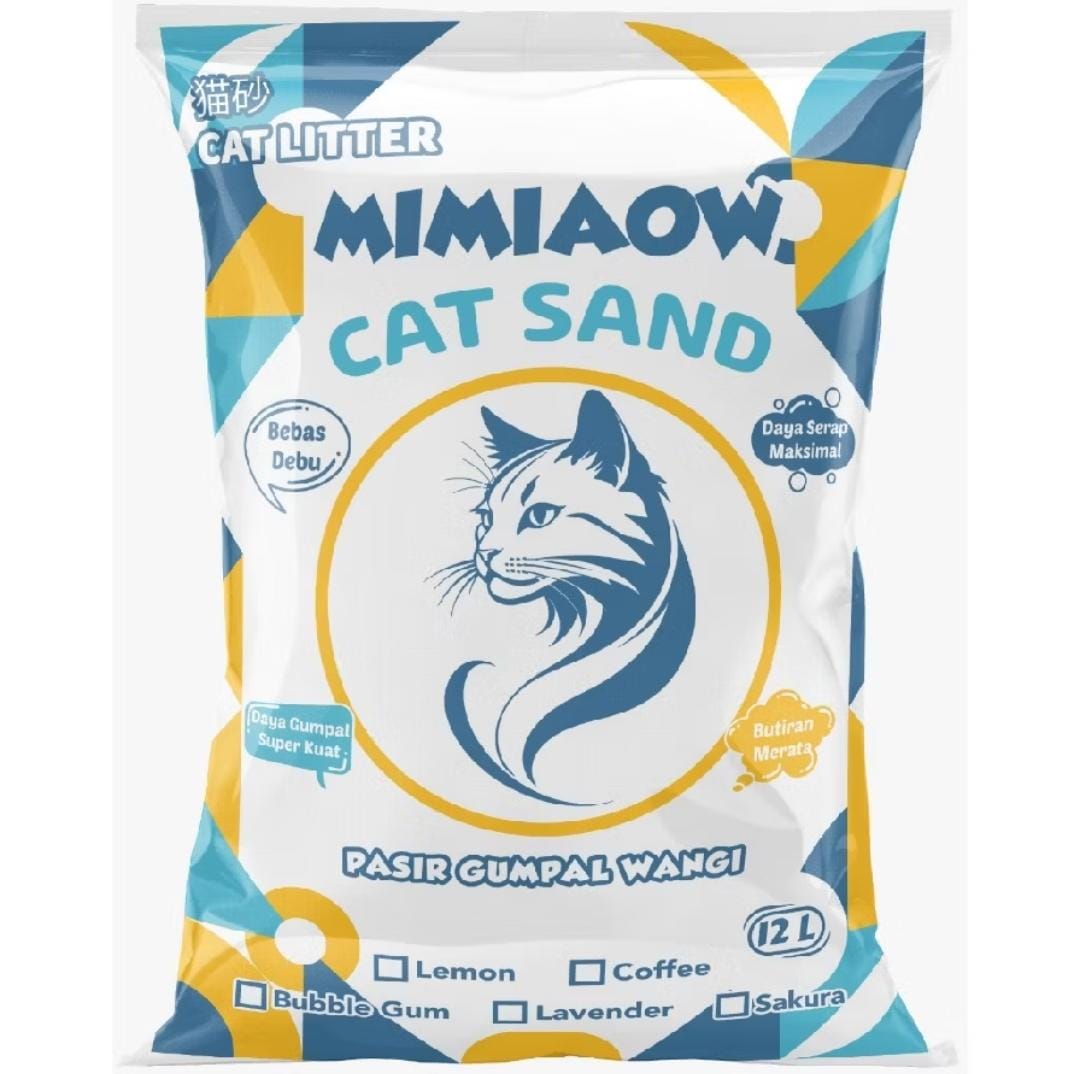 猫砂
CAT LITTER
MIMIAOW
CAT SAND
Bebas
Debu
Daya Serap
Maksimal
Daya Gumpal
Super Kuat
Butiran
Merata
PASIR GUMPAL WANGI
12 L
Lemon
Coffee
Bubble Gum
Lavender
Sakura